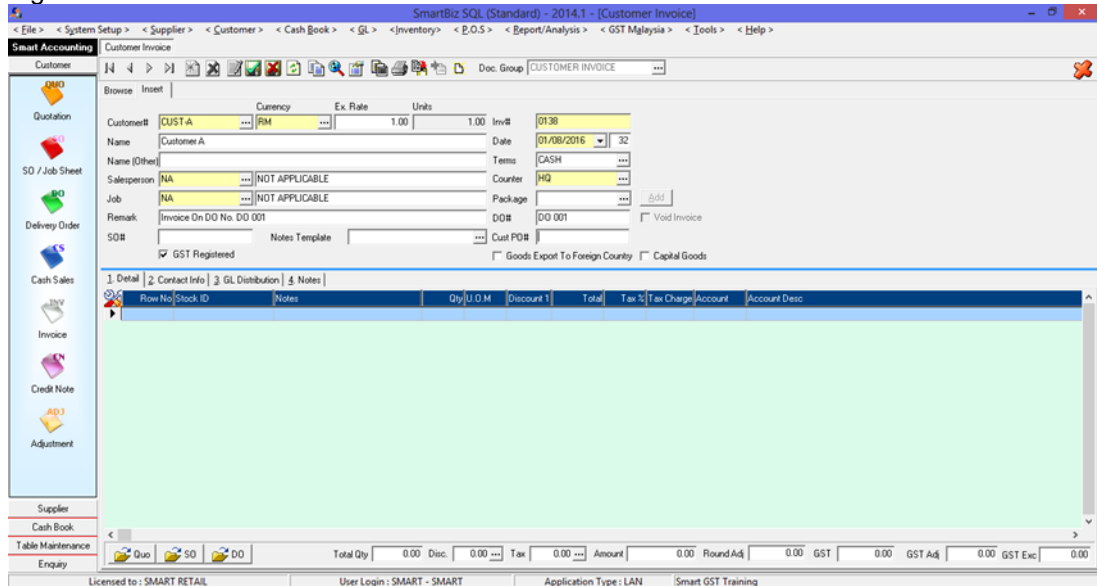 SmartBiz SQL (Standard) - 2014.1 - [Customer Invoice]
< File > < System Setup > < Supplier > < Customer > < Cash Book > < GL > <Inventory> < P.O.S > < Report/Analysis > < GST Malaysia > < Tools > < Help >
Smart Accounting Customer Invoice
Customer Doc. Group CUSTOMER INVOICE ...
Browse Insert
Currency Ex. Rate Units
Customer# CUST-A ... RM ... 1.00 1.00 Inv# 0138
Name Customer A Date 01/08/2016 32
Name (Other) Terms CASH ...
Salesperson NA ... NOT APPLICABLE Counter HQ ...
Job NA ... NOT APPLICABLE Package ... Add
Remark Invoice On DO No. DO 001 DO# DO 001 Void Invoice
SO# Notes Template ... Cust PO#
GST Registered Goods Export To Foreign Country Capital Goods
1. Detail 2. Contact Info 3. GL Distribution 4. Notes
Row No Stock ID Notes Qty U.O.M Discount 1 Total Tax % Tax Charge Account Account Desc
QUO
Quotation
SO
SO / Job Sheet
DO
Delivery Order
CS
Cash Sales
INV
Invoice
CN
Credit Note
ADJ
Adjustment
Supplier
Cash Book
Table Maintenance
Enquiry
Quo SO DO Total Qty 0.00 Disc. 0.00 ... Tax 0.00 ... Amount 0.00 Round Adj 0.00 GST 0.00 GST Adj 0.00 GST Exc 0.00
Licensed to : SMART RETAIL User Login : SMART - SMART Application Type : LAN Smart GST Training